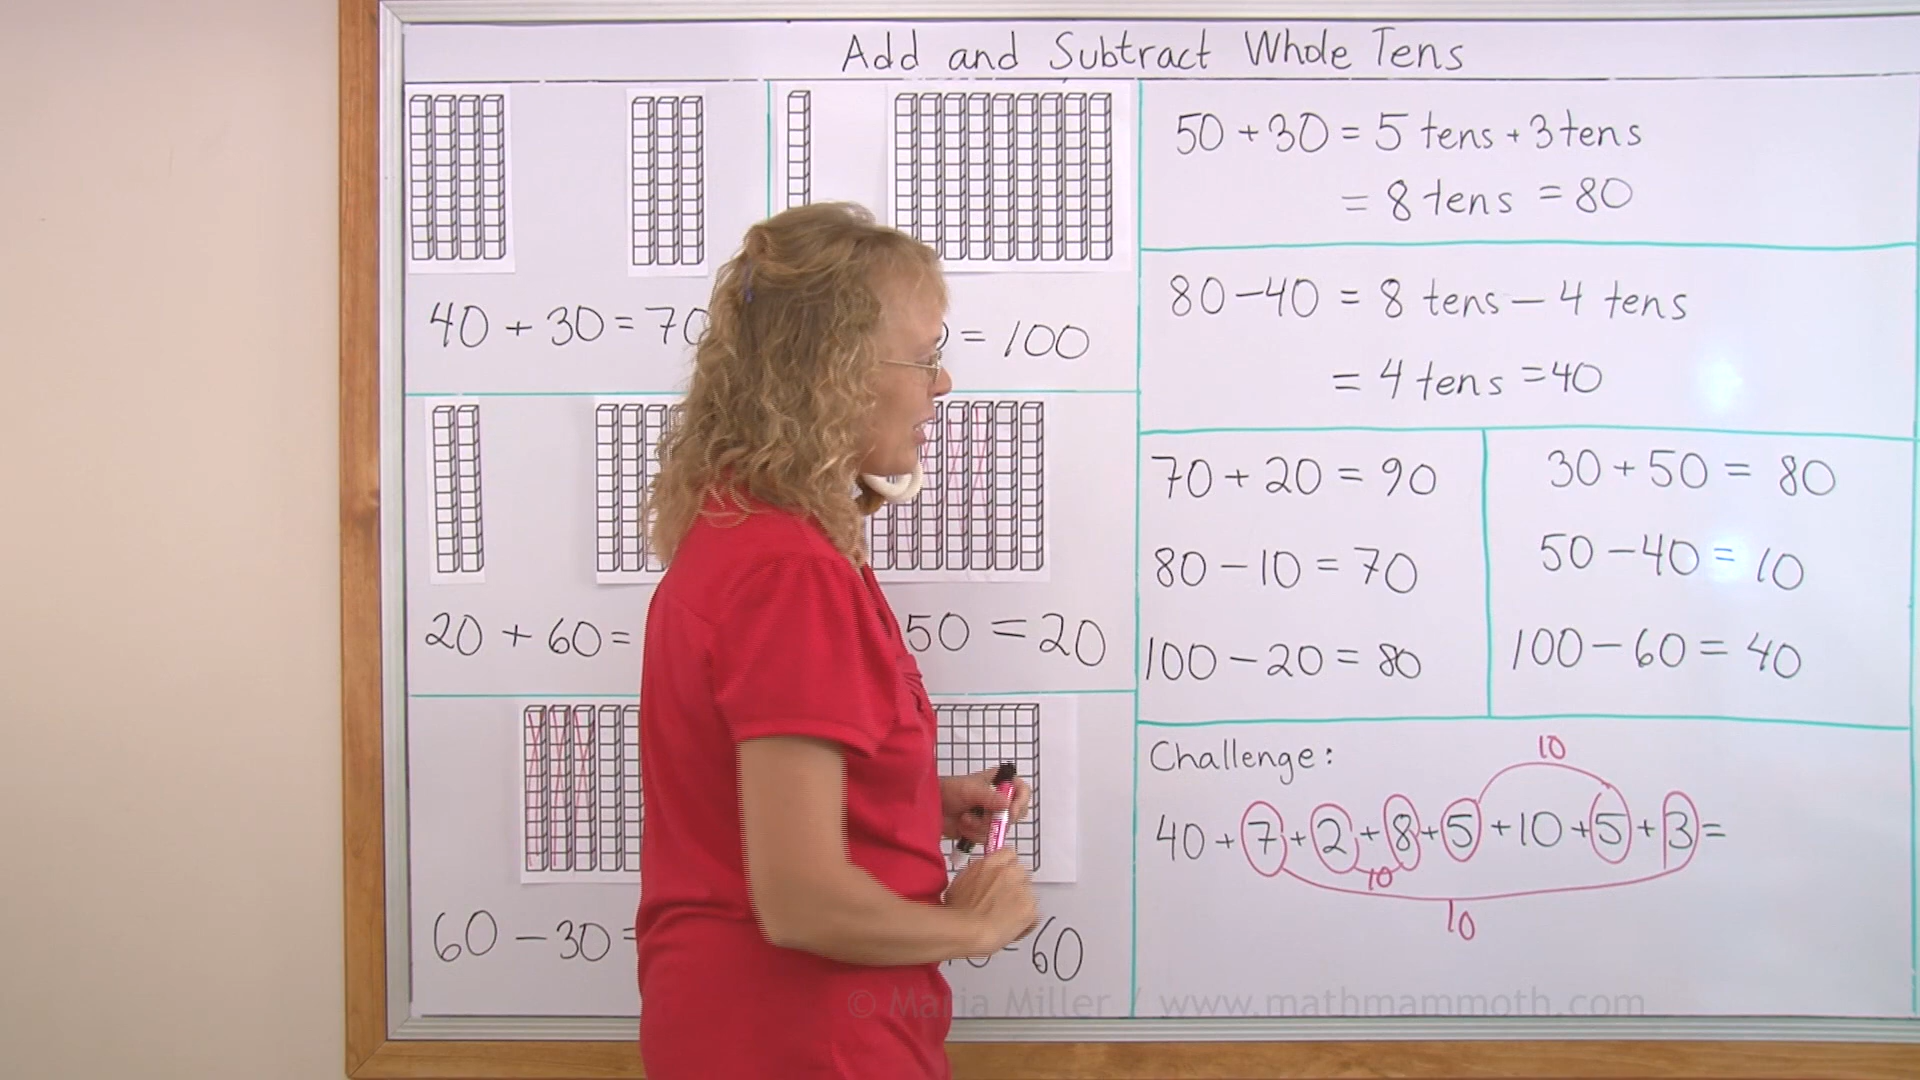 Add and Subtract Whole Tens
40 + 30 = 70
= 100
20 + 60 =
50 = 20
60 - 30 =
60
50 + 30 = 5 tens + 3 tens
= 8 tens = 80
80 - 40 = 8 tens - 4 tens
= 4 tens = 40
70 + 20 = 90
80 - 10 = 70
100 - 20 = 80
30 + 50 = 80
50 - 40 = 10
100 - 60 = 40
Challenge:
10
40 + 7 + 2 + 8 + 5 + 10 + 5 + 3 =
10
10
© Maria Miller / www.mathmammoth.com